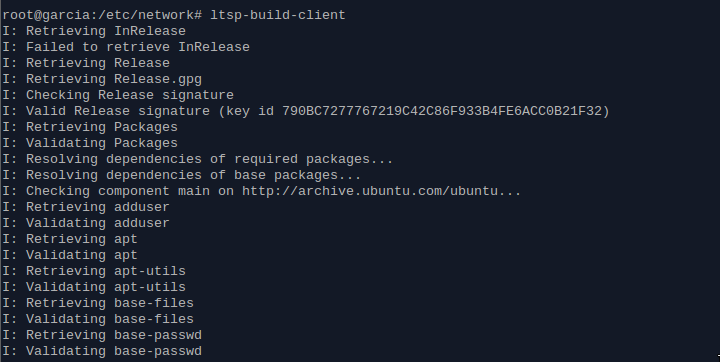 root@garcia:/etc/network# ltsp-build-client
I: Retrieving InRelease
I: Failed to retrieve InRelease
I: Retrieving Release
I: Retrieving Release.gpg
I: Checking Release signature
I: Valid Release signature (key id 790BC7277767219C42C86F933B4FE6ACC0B21F32)
I: Retrieving Packages
I: Validating Packages
I: Resolving dependencies of required packages...
I: Resolving dependencies of base packages...
I: Checking component main on http://archive.ubuntu.com/ubuntu...
I: Retrieving adduser
I: Validating adduser
I: Retrieving apt
I: Validating apt
I: Retrieving apt-utils
I: Validating apt-utils
I: Retrieving base-files
I: Validating base-files
I: Retrieving base-passwd
I: Validating base-passwd